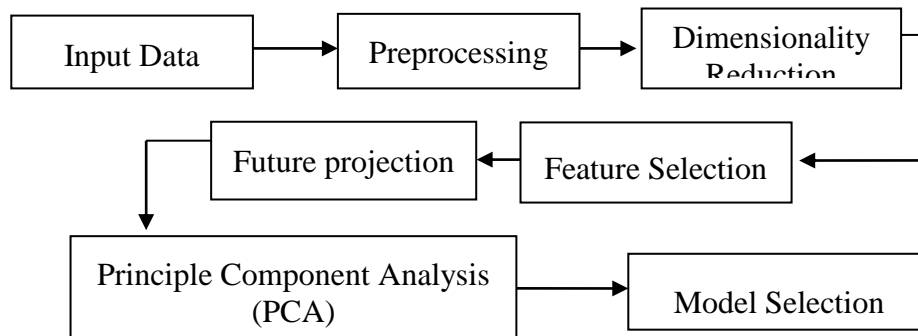 Input Data
Preprocessing
Dimensionality
Reduction
Future projection
Feature Selection
Principle Component Analysis
(PCA)
Model Selection